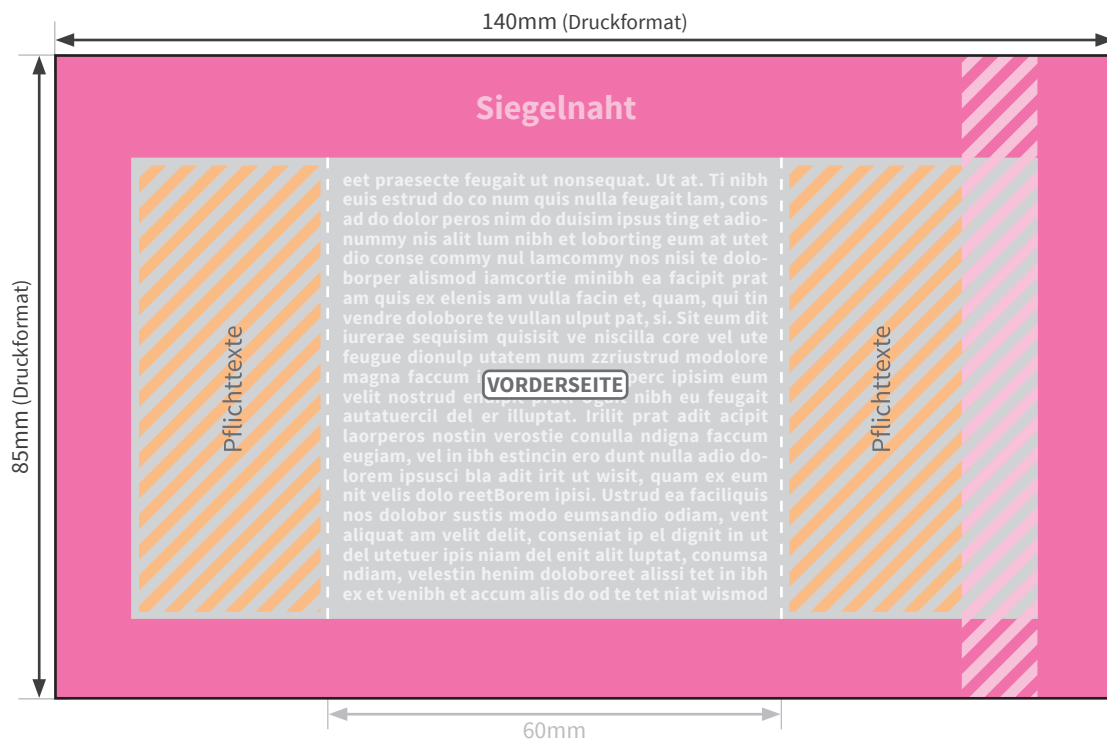 140mm (Druckformat)
Siegelnaht
85mm (Druckformat)
Pflichttexte
eet praesecte feugait ut nonsequat. Ut at. Ti nibh
euis estrud do co num quis nulla feugait lam, cons
ad do dolor peros nim do duisim ipsus ting et adio-
nummy nis alit lum nibh et loborting eum at utet
dio conse commy nul lamcommy nos nisi te dolo-
borper alismod iamcortie minibh ea facipit prat
am quis ex elenis am vulla facin et, quam, qui tin
vendre dolobore te vullan ulput pat, si. Sit eum dit
iurerae sequisim quisisit ve niscilla core vel ute
feugue dionulp utatem num zzriustrud modolore
magna faccum perc ipisim eum
VORDERSEITE
velit nostrud nibh eu feugait
autatuercil del er illuptat. Irilit prat adit acipit
laorperos nostin verostie conulla ndigna faccum
eugiam, vel in ibh estincin ero cont nulla adio do-
lorem ipsusci bla adit irit ut wisit, quam ex eum
nit velis dolo reetBorem ipisi. Ustrud ea faciliquis
nos dolobor sustis modo eumsandio odiam, vent
aliquat am velit delit, conseniat ip el dignit in ut
del utetuer ipis niam del enit alit luptat, conumsa
ndiam, velestin henim doloboreet alissi tet in ibh
ex et venibh et accum alis do od te tet niat wismod
Pflichttexte
60mm